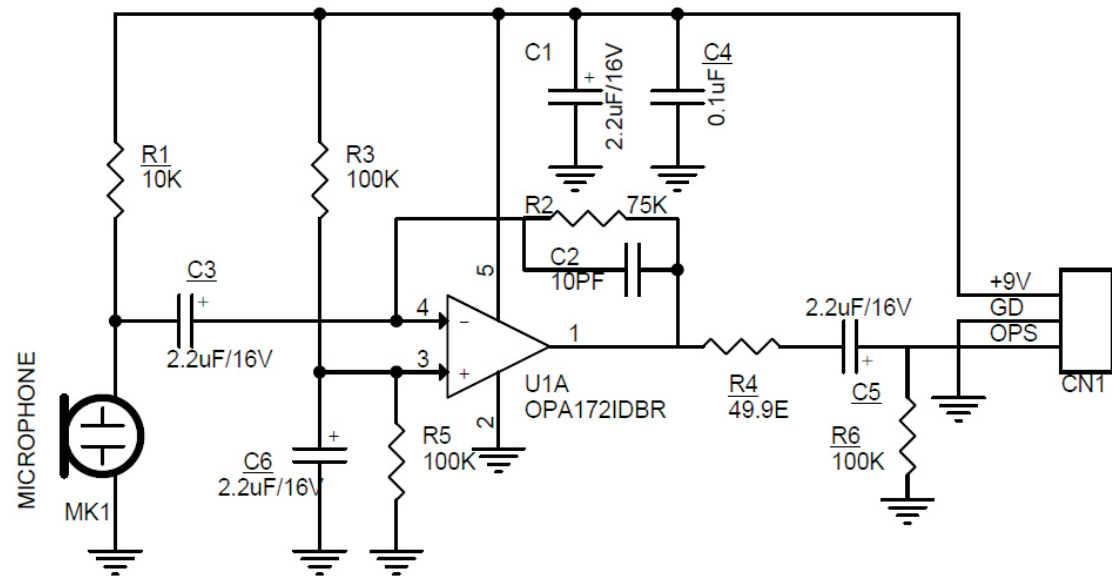 C1
+
2.2uF/16V
C4
0.1uF
R1
10K
R3
100K
R2
75K
C2
10PF
5
C3
+
2.2uF/16V
4
−
3
+
1
2
U1A
OPA172IDBR
2.2uF/16V
+
C5
R4
49.9E
+9V
GD
OPS
CN1
R6
100K
MICROPHONE
MK1
C6
+
2.2uF/16V
R5
100K